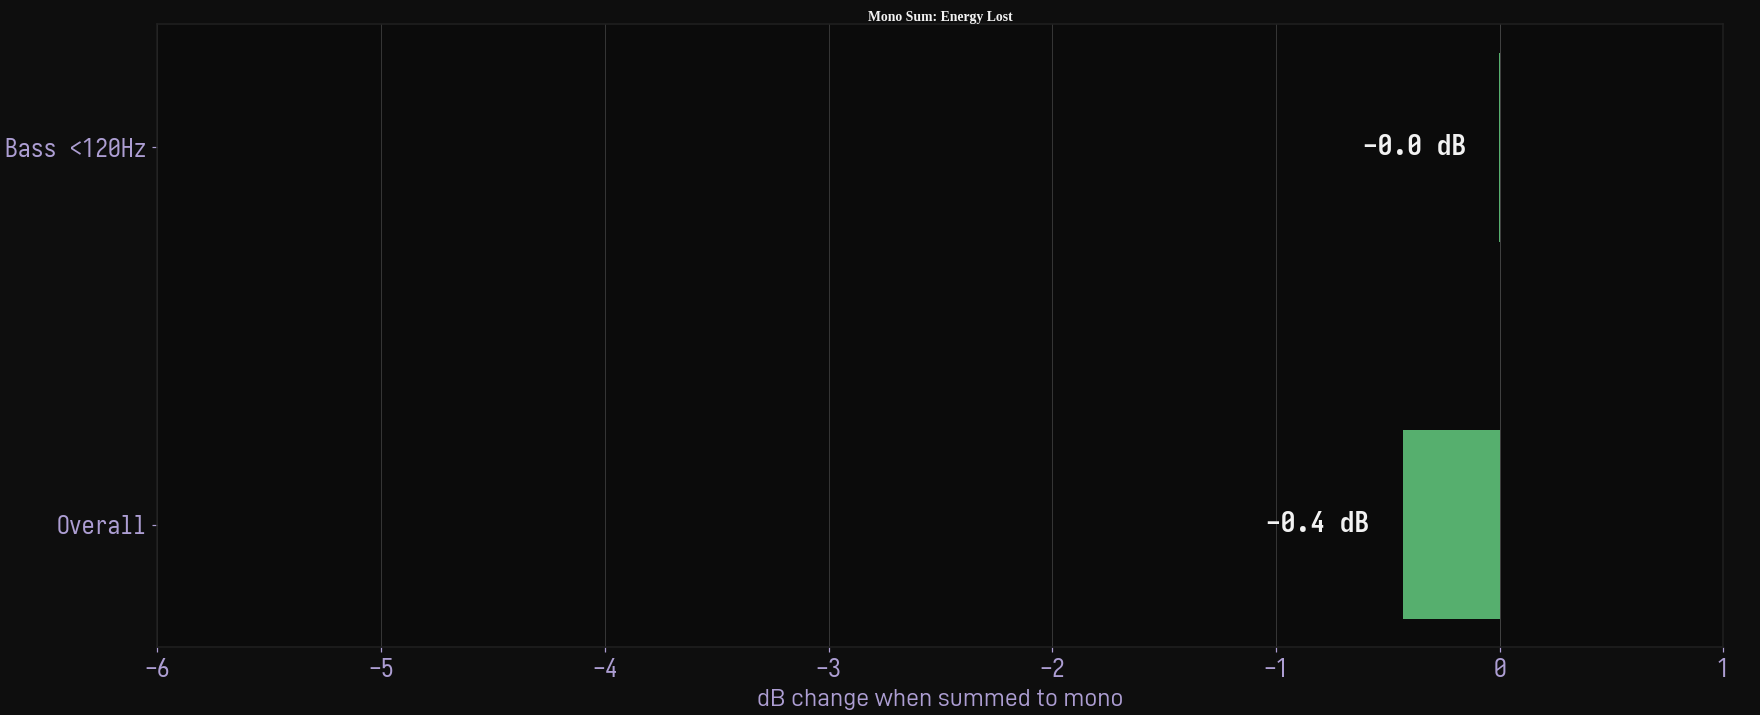 Mono Sum: Energy Lost
Bass <120Hz
−0.0 dB
Overall
−0.4 dB
−6 −5 −4 −3 −2 −1 0 1
dB change when summed to mono